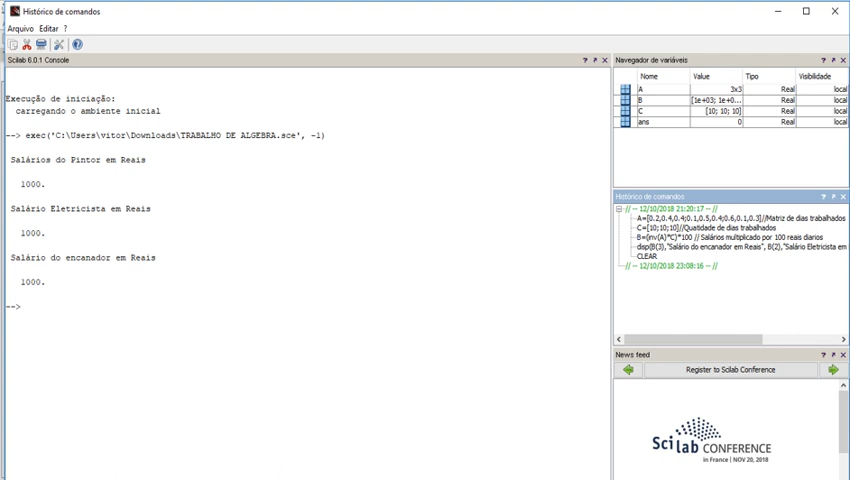 Histórico de comandos
Arquivo Editar ?
Scilab 6.0.1 Console
Execução de iniciação:
carregando o ambiente inicial
--> exec('C:\Users\vitor\Downloads\TRABALHO DE ALGEBRA.sce', -1)
Salários do Pintor em Reais
1000.
Salário Eletricista em Reais
1000.
Salário do encanador em Reais
1000.
-->
Navegador de variáveis
Nome Value Tipo Visibilidade
A 3x3 Real local
B [1e+03; 1e+0... Real local
C [10; 10; 10] Real local
ans 0 Real local
Histórico de comandos
// -- 12/10/2018 21:20:17 -- //
A=[0.2,0.4,0.4;0.1,0.5,0.4;0.6,0.1,0.3]//Matriz de dias trabalhados
C=[10;10;10]//Quatidade de dias trabalhados
B=(inv(A)*C)*100 // Salários multiplicado por 100 reais diarios
disp(B(3),"Salário do encanador em Reais", B(2),"Salário Eletricista em
CLEAR
// -- 12/10/2018 23:08:16 -- //
News feed
Register to Scilab Conference
Scilab CONFERENCE
in France | NOV 20, 2018